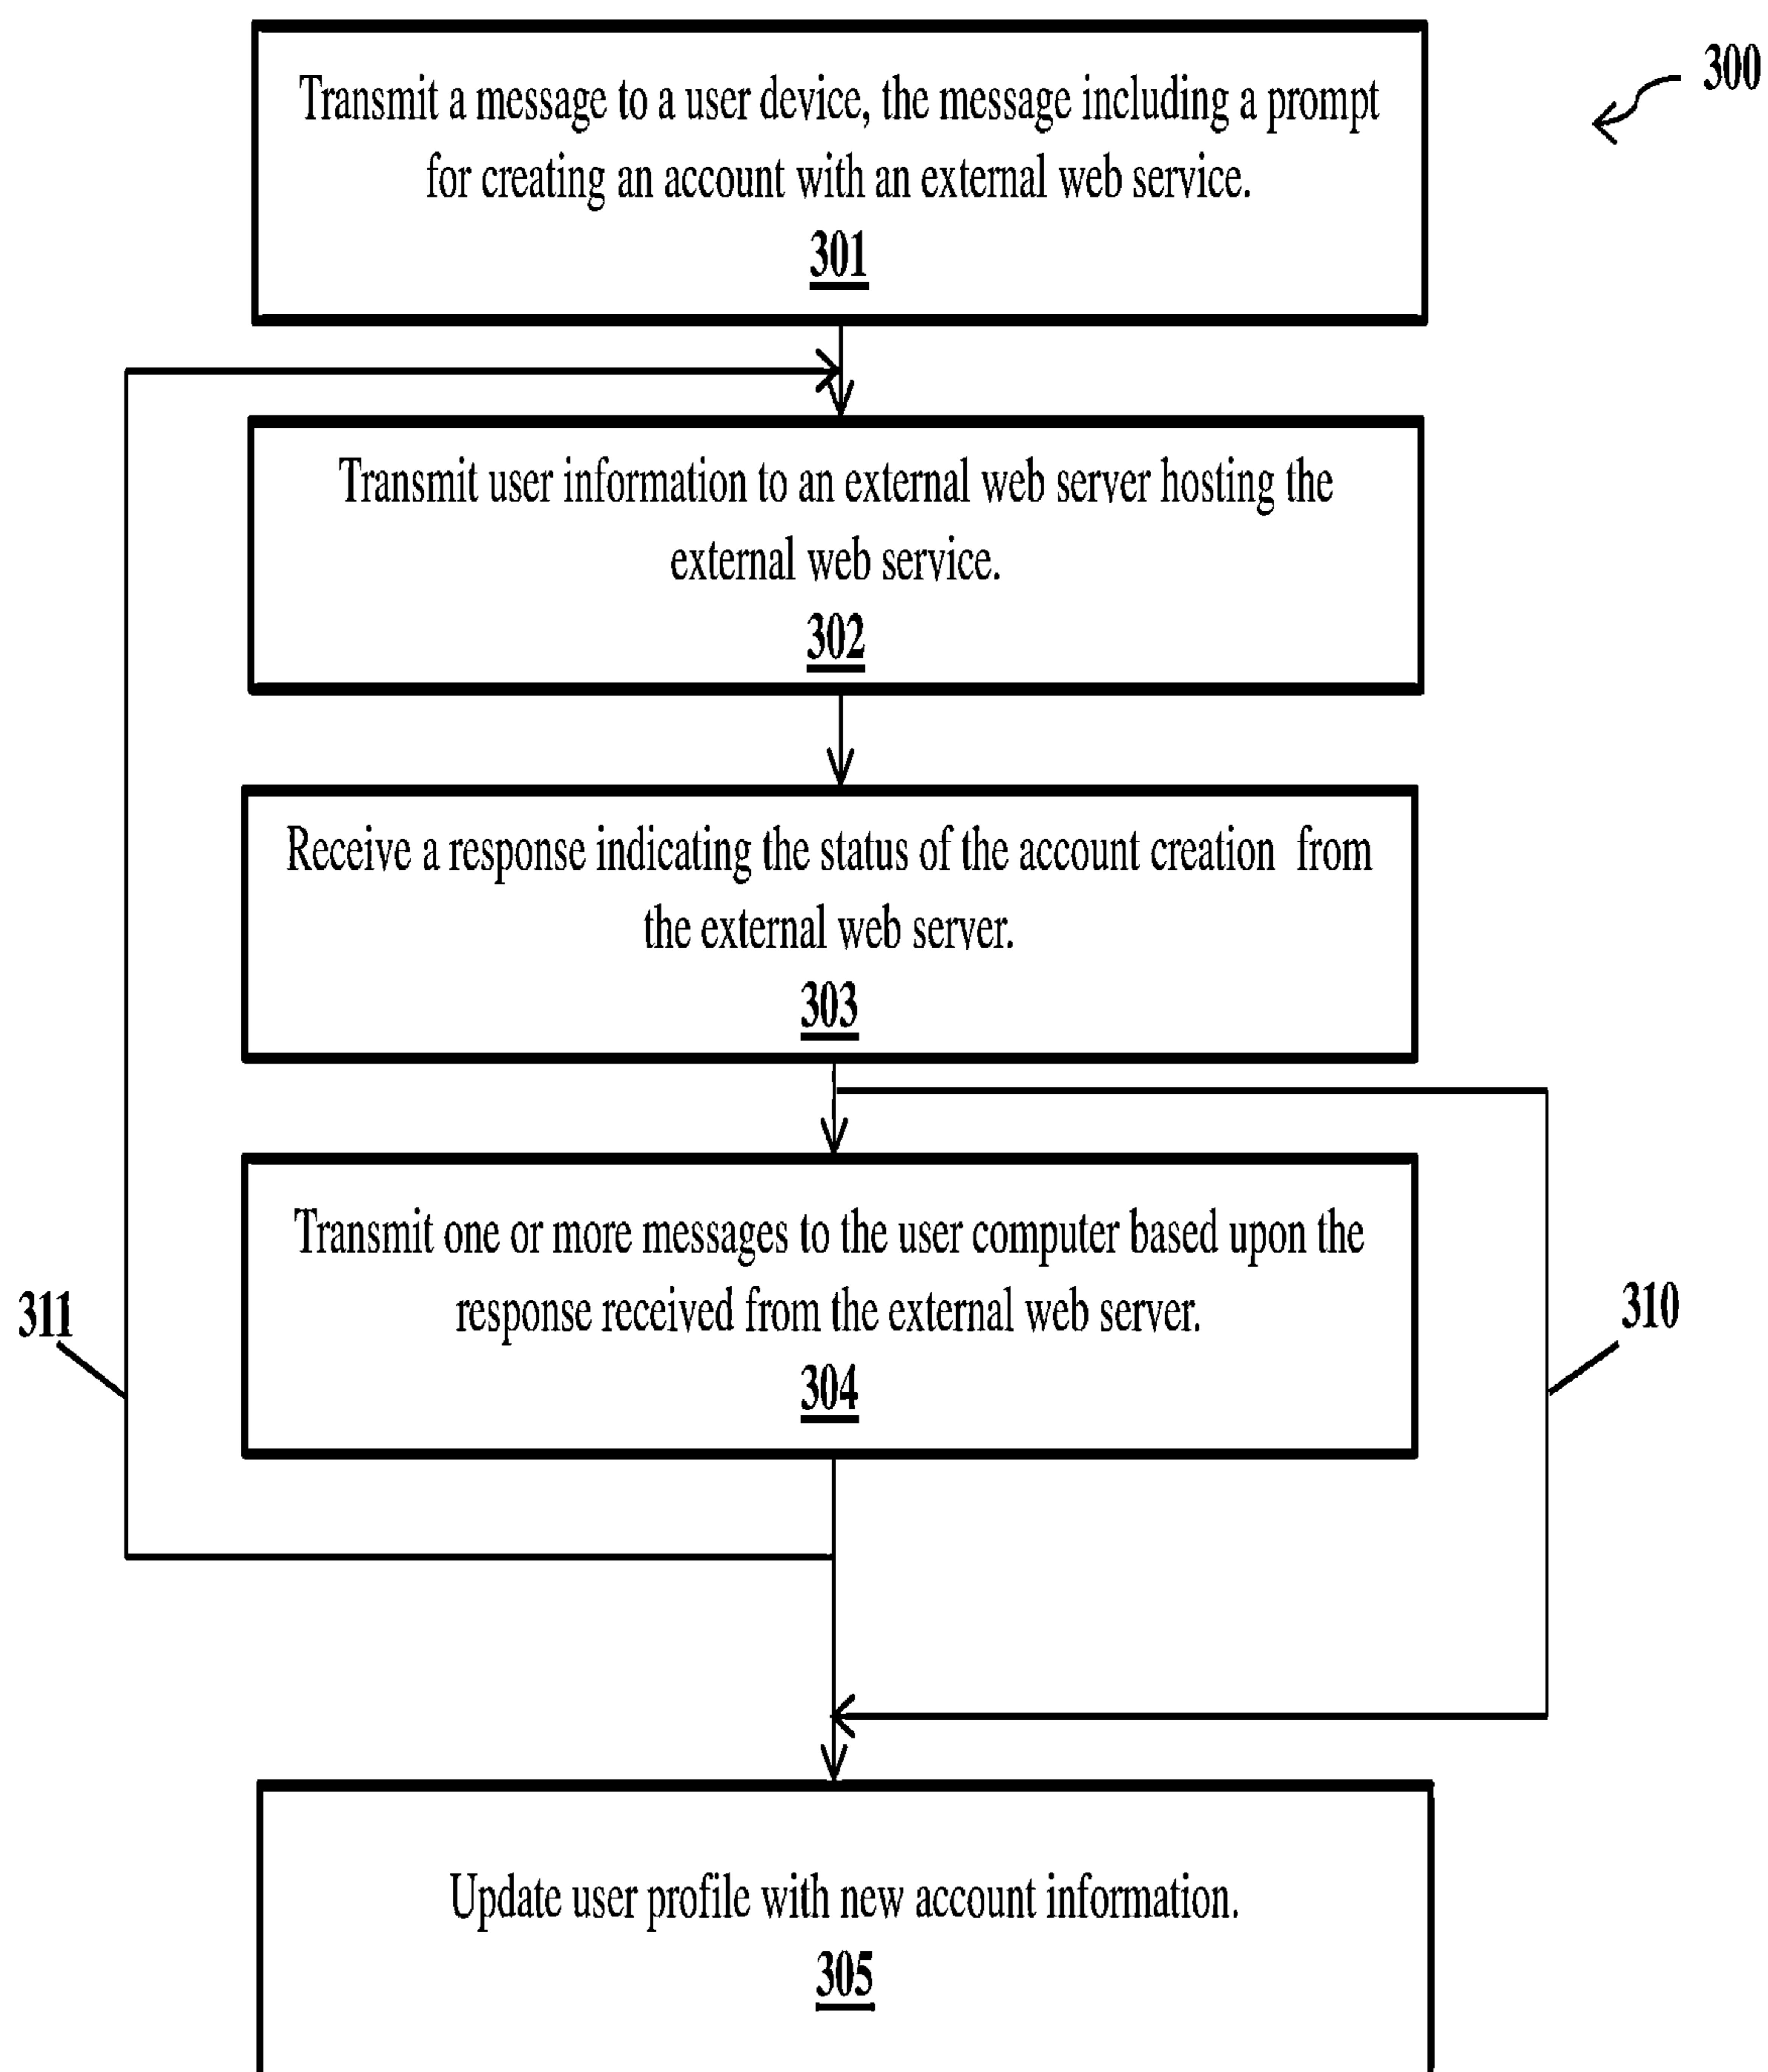 300
Transmit a message to a user device, the message including a prompt
for creating an account with an external web service.
301
Transmit user information to an external web server hosting the
external web service.
302
Receive a response indicating the status of the account creation from
the external web server.
303
Transmit one or more messages to the user computer based upon the
response received from the external web server.
304
311
310
Update user profile with new account information.
305